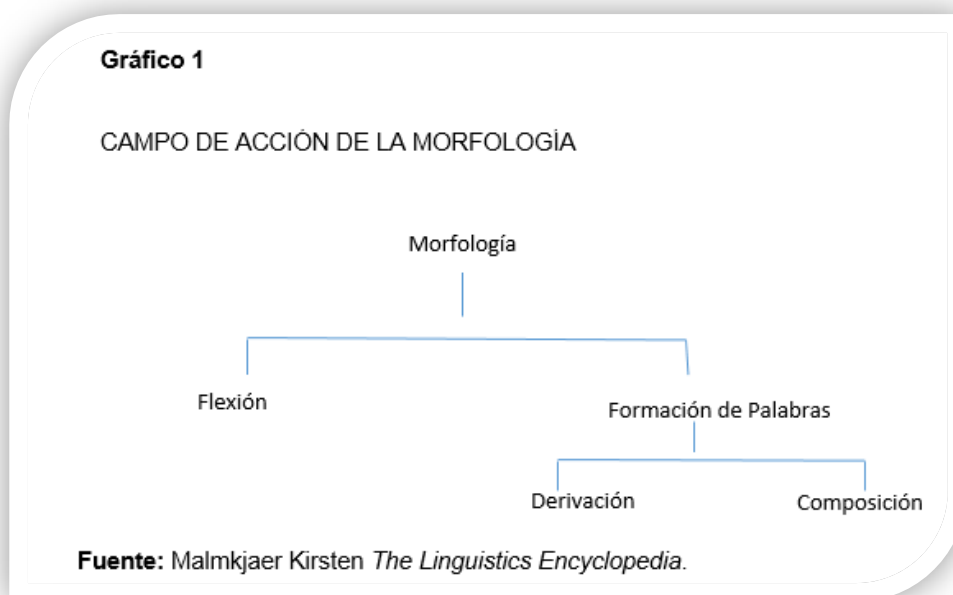 Gráfico 1
CAMPO DE ACCIÓN DE LA MORFOLOGÍA
Morfología
Flexión
Formación de Palabras
Derivación
Composición
Fuente: Malmkjaer Kirsten The Linguistics Encyclopedia.